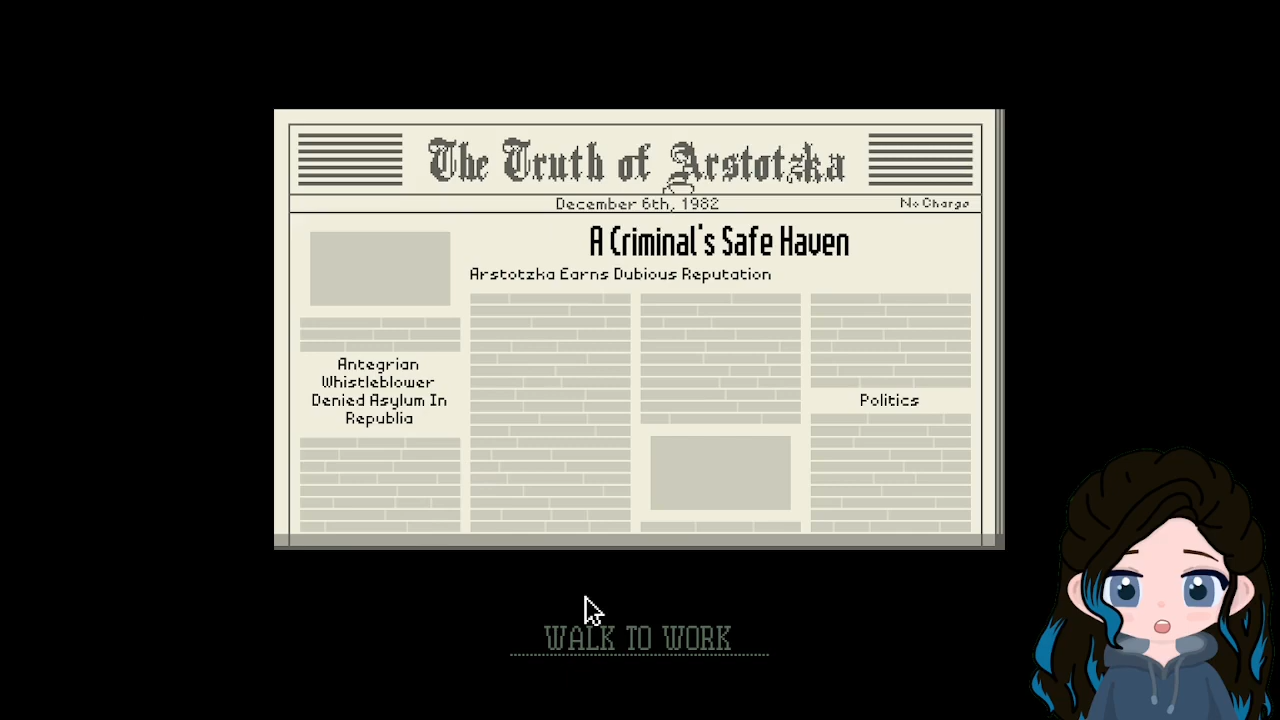 The Truth of Arstotzka
December 6th, 1982
No Charge
A Criminal's Safe Haven
Arstotzka Earns Dubious Reputation
Antegrian
Whistleblower
Denied Asylum In
Republia
Politics
WALK TO WORK